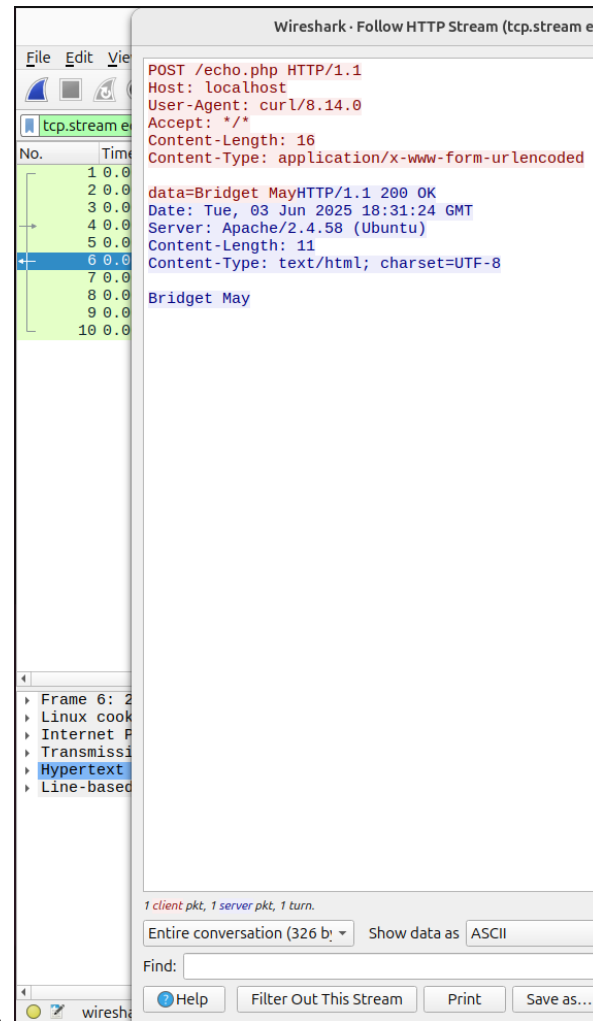 Wireshark · Follow HTTP Stream (tcp.stream e
File Edit Vie
tcp.stream e
No. Time
1 0.0
2 0.0
3 0.0
4 0.0
5 0.0
6 0.0
7 0.0
8 0.0
9 0.0
10 0.0
POST /echo.php HTTP/1.1
Host: localhost
User-Agent: curl/8.14.0
Accept: */*
Content-Length: 16
Content-Type: application/x-www-form-urlencoded
data=Bridget MayHTTP/1.1 200 OK
Date: Tue, 03 Jun 2025 18:31:24 GMT
Server: Apache/2.4.58 (Ubuntu)
Content-Length: 11
Content-Type: text/html; charset=UTF-8
Bridget May
Frame 6: 2
Linux cook
Internet P
Transmissi
Hypertext
Line-based
1 client pkt, 1 server pkt, 1 turn.
Entire conversation (326 by Show data as ASCII
Find:
Help Filter Out This Stream Print Save as...
wiresha